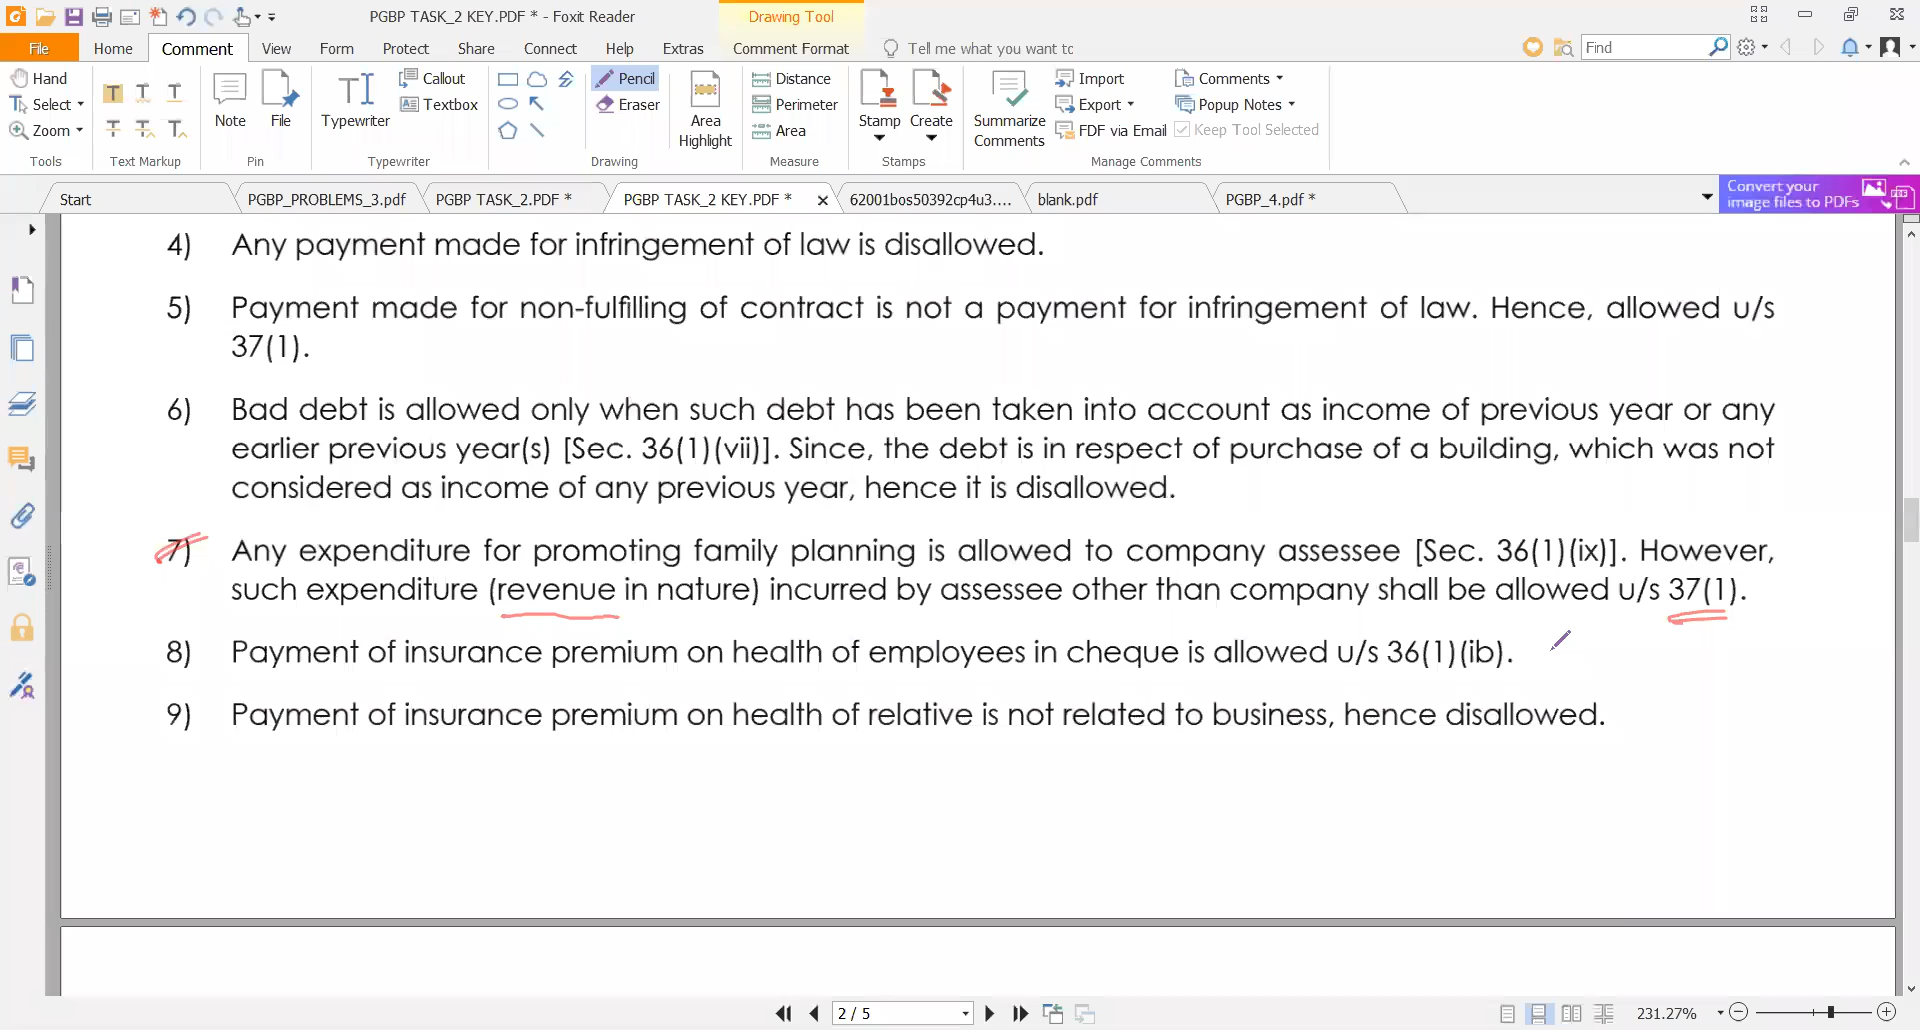 PGBP TASK_2 KEY.PDF * - Foxit Reader
Drawing Tool
File Home Comment View Form Protect Share Connect Help Extras Comment Format Tell me what you want to Find
Hand
Select
Zoom
Tools
Text Markup
Note
File
Pin
Typewriter
Callout
Textbox
Typewriter
Pencil
Eraser
Drawing
Area
Highlight
Distance
Perimeter
Area
Measure
Stamp
Create
Stamps
Summarize
Comments
Import
Export
FDF via Email
Comments
Popup Notes
Keep Tool Selected
Manage Comments
Start PGBP_PROBLEMS_3.pdf PGBP TASK_2.PDF * PGBP TASK_2 KEY.PDF * 62001bos50392cp4u3.... blank.pdf PGBP_4.pdf *
Convert your
image files to PDFs
4) Any payment made for infringement of law is disallowed.
5) Payment made for non-fulfilling of contract is not a payment for infringement of law. Hence, allowed u/s
37(1).
6) Bad debt is allowed only when such debt has been taken into account as income of previous year or any
earlier previous year(s) [Sec. 36(1)(vii)]. Since, the debt is in respect of purchase of a building, which was not
considered as income of any previous year, hence it is disallowed.
7) Any expenditure for promoting family planning is allowed to company assessee [Sec. 36(1)(ix)]. However,
such expenditure (revenue in nature) incurred by assessee other than company shall be allowed u/s 37(1).
8) Payment of insurance premium on health of employees in cheque is allowed u/s 36(1)(ib).
9) Payment of insurance premium on health of relative is not related to business, hence disallowed.
2 / 5
231.27%